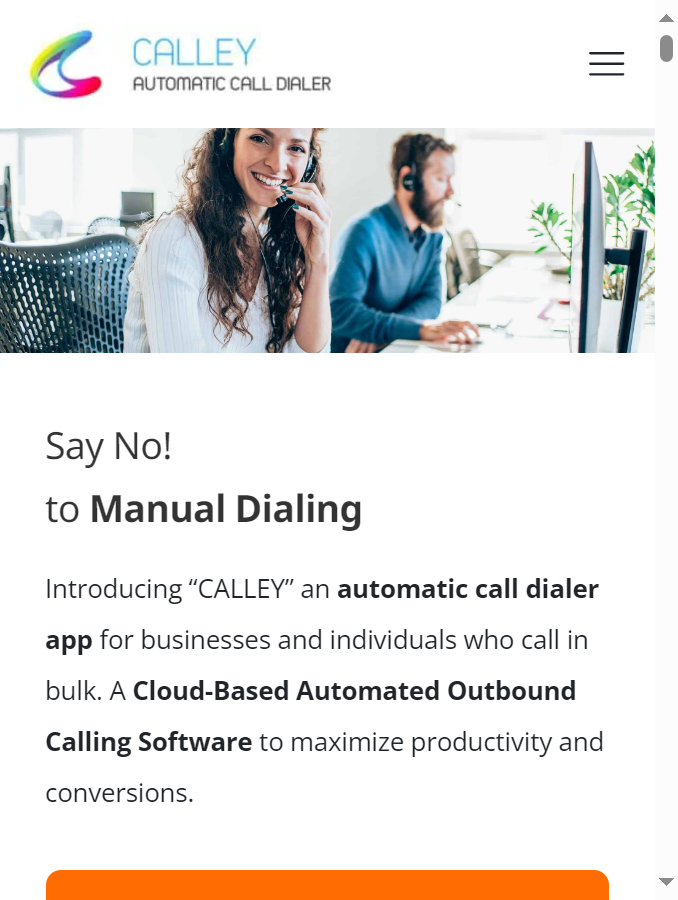 CALLEY
AUTOMATIC CALL DIALER
Say No!
to Manual Dialing
Introducing “CALLEY” an automatic call dialer
app for businesses and individuals who call in
bulk. A Cloud-Based Automated Outbound
Calling Software to maximize productivity and
conversions.